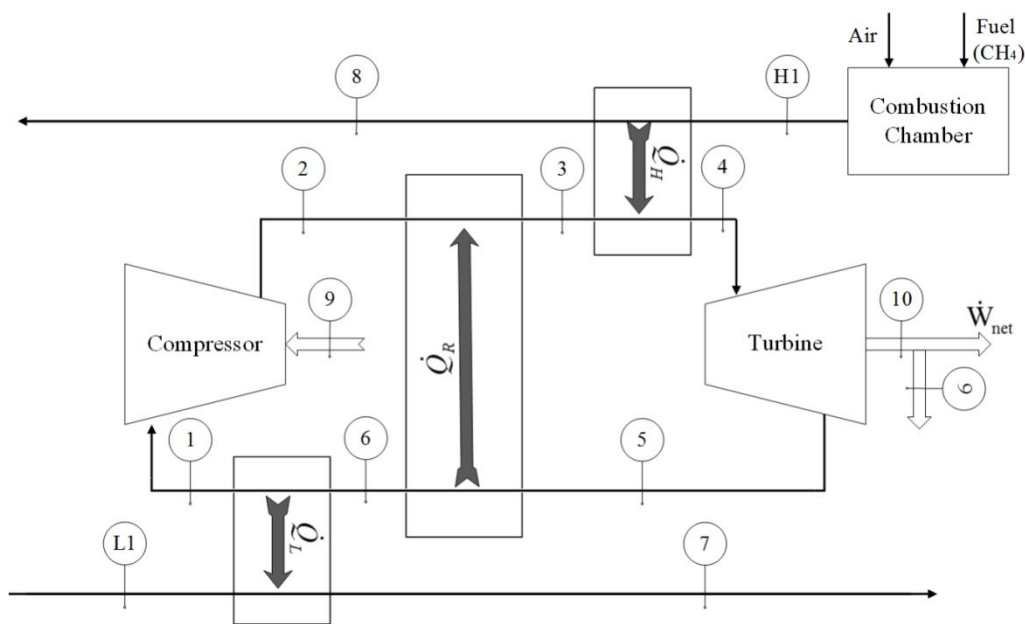 Air
Fuel
(CH4)
8
H1
Combustion
Chamber
Q̇H
2
3
4
9
10
Ẇnet
Compressor
Q̇R
Turbine
9
1
6
5
Q̇L
L1
7